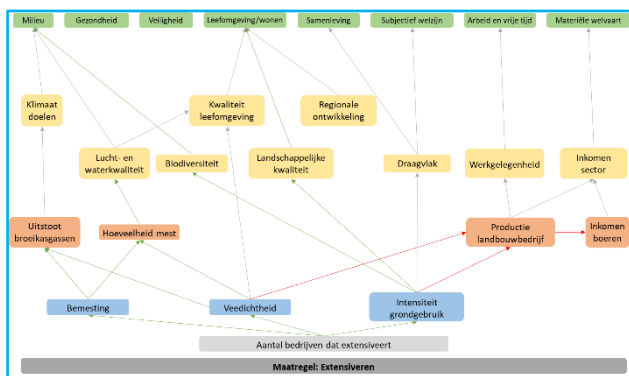 Milieu
Gezondheid
Veiligheid
Leefomgeving/wonen
Samenleving
Subjectief welzijn
Arbeid en vrije tijd
Materiële welvaart
Klimaat
doelen
Kwaliteit
leefomgeving
Regionale
ontwikkeling
Lucht- en
waterkwaliteit
Biodiversiteit
Landschappelijke
kwaliteit
Draagvlak
Werkgelegenheid
Inkomen
sector
Uitstoot
broeikasgassen
Hoeveelheid mest
Productie
landbouwbedrijf
Inkomen
boeren
Bemesting
Veedichtheid
Intensiteit
grondgebruik
Aantal bedrijven dat extensiveert
Maatregel: Extensiveren